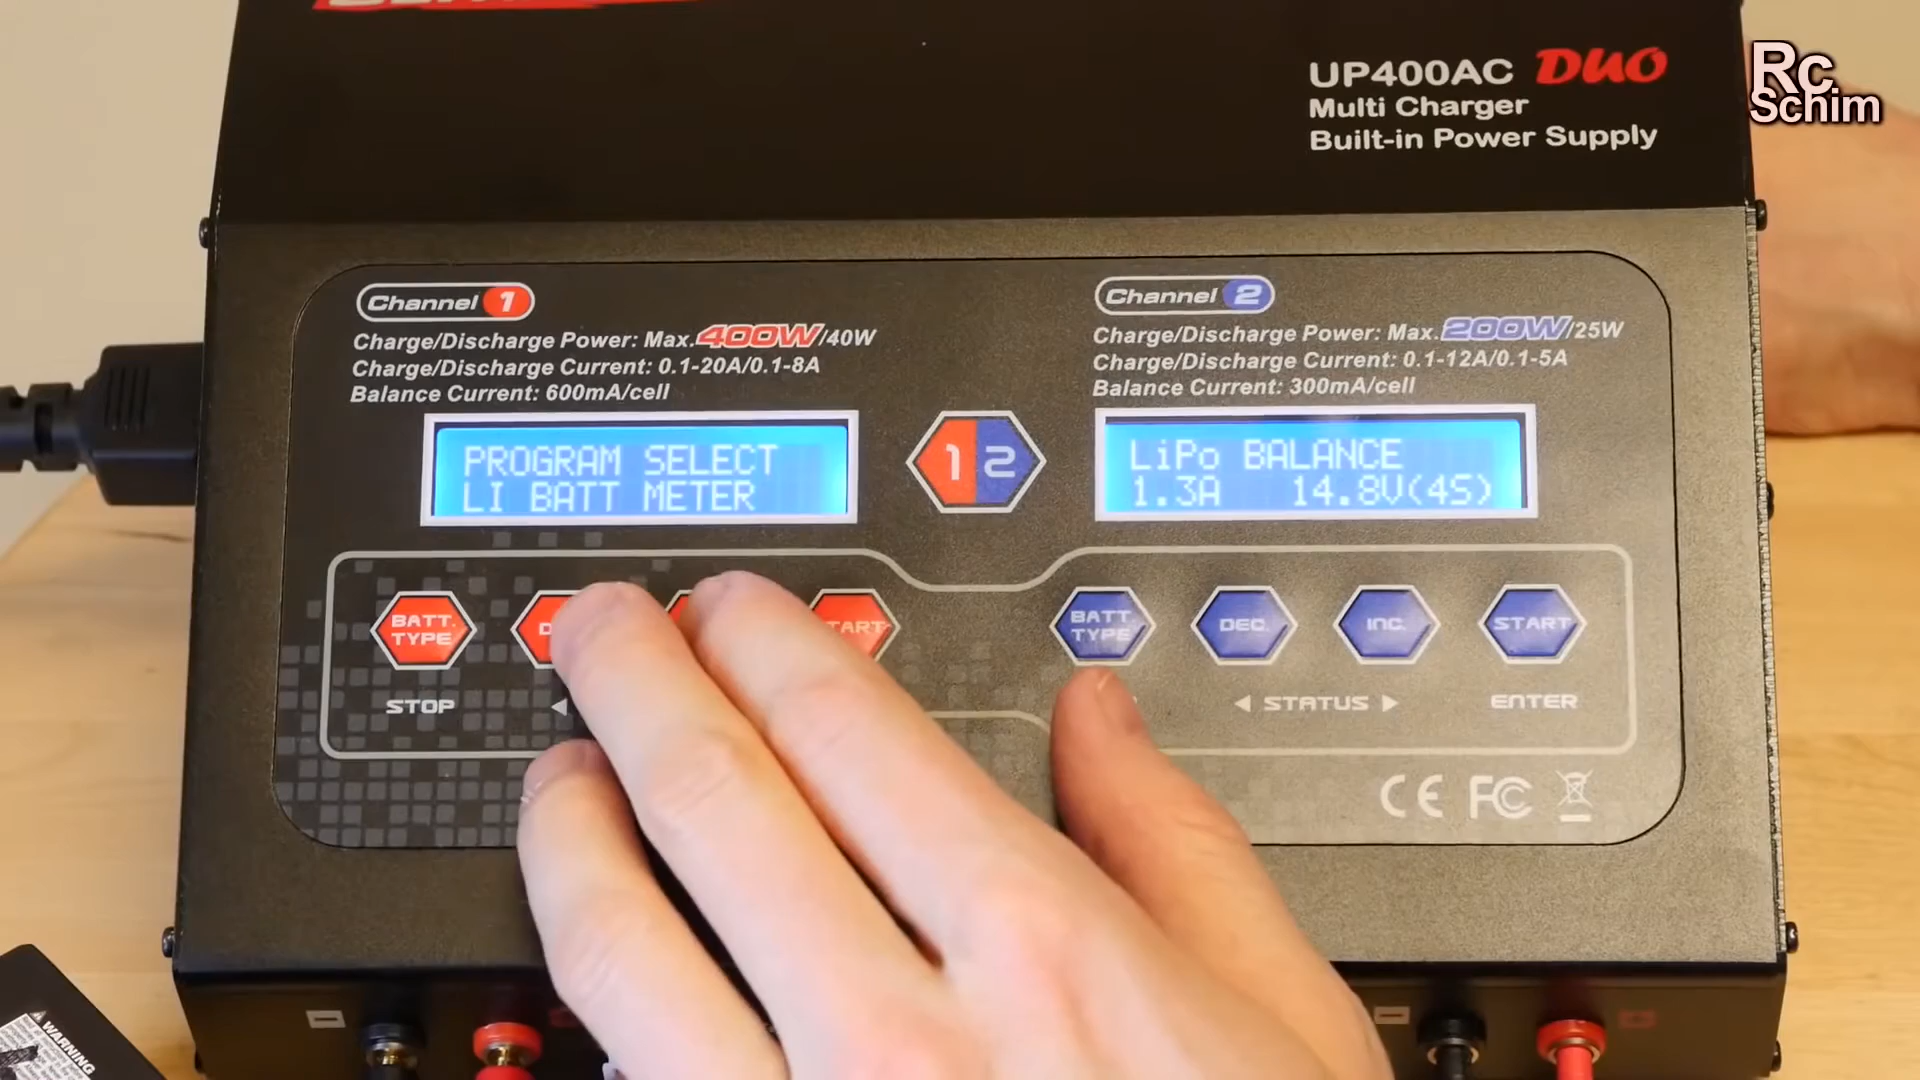 UP400AC DUO
Multi Charger
Built-in Power Supply
Rc
Schim
Channel 1
Charge/Discharge Power: Max.400W/40W
Charge/Discharge Current: 0.1-20A/0.1-8A
Balance Current: 600mA/cell
Channel 2
Charge/Discharge Power: Max.200W/25W
Charge/Discharge Current: 0.1-12A/0.1-5A
Balance Current: 300mA/cell
PROGRAM SELECT
LI BATT METER
1 2
LiPo BALANCE
1.3A 14.8V(4S)
BATT.
TYPE
STOP
BATT.
TYPE
DEC.
INC.
START
◄ STATUS ►
ENTER
CE FC
WARNING